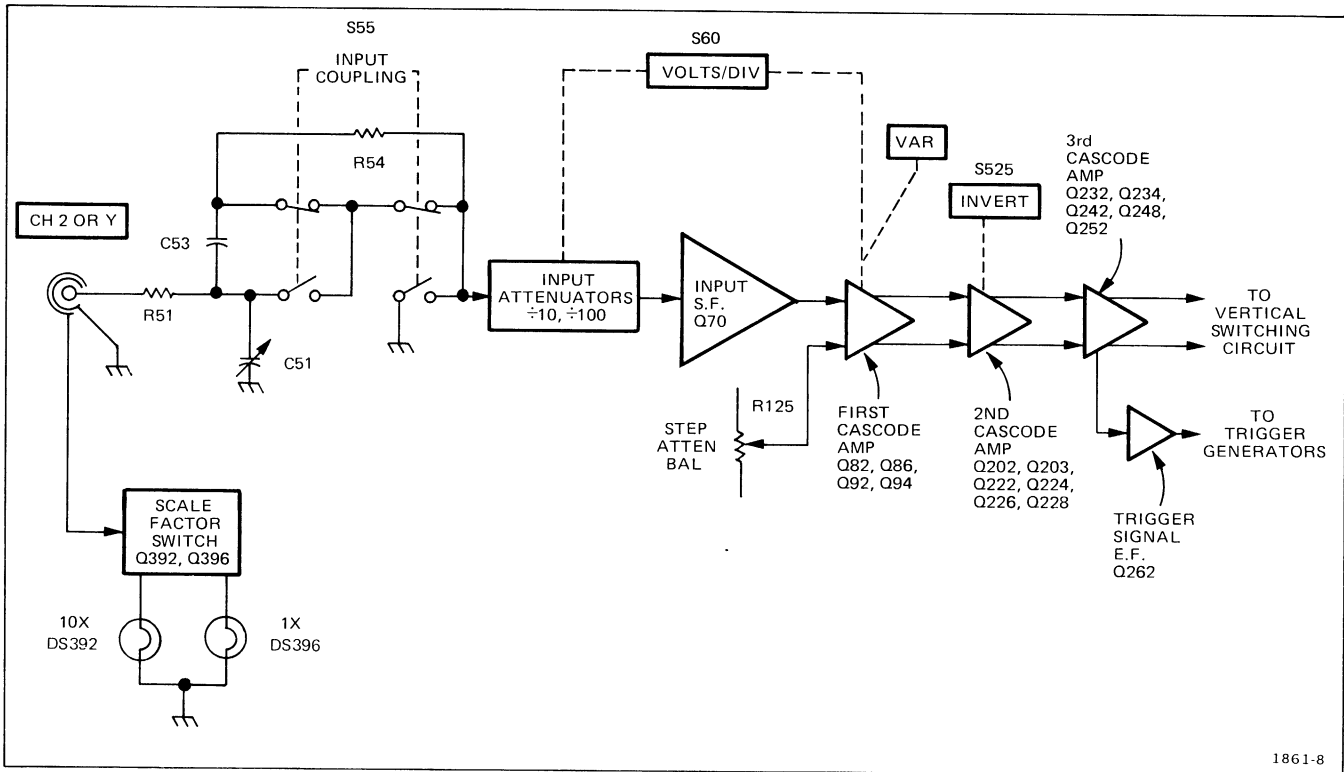 S55
INPUT
COUPLING
S60
VOLTS/DIV
VAR
S525
INVERT
3rd
CASCODE
AMP
Q232, Q234,
Q242, Q248,
Q252
R54
CH 2 OR Y
C53
R51
C51
INPUT
ATTENUATORS
÷10, ÷100
INPUT
S.F.
Q70
TO
VERTICAL
SWITCHING
CIRCUIT
STEP
ATTEN
BAL
R125
FIRST
CASCODE
AMP
Q82, Q86,
Q92, Q94
2ND
CASCODE
AMP
Q202, Q203,
Q222, Q224,
Q226, Q228
TO
TRIGGER
GENERATORS
TRIGGER
SIGNAL
E.F.
Q262
SCALE
FACTOR
SWITCH
Q392, Q396
10X
DS392
1X
DS396
1861-8